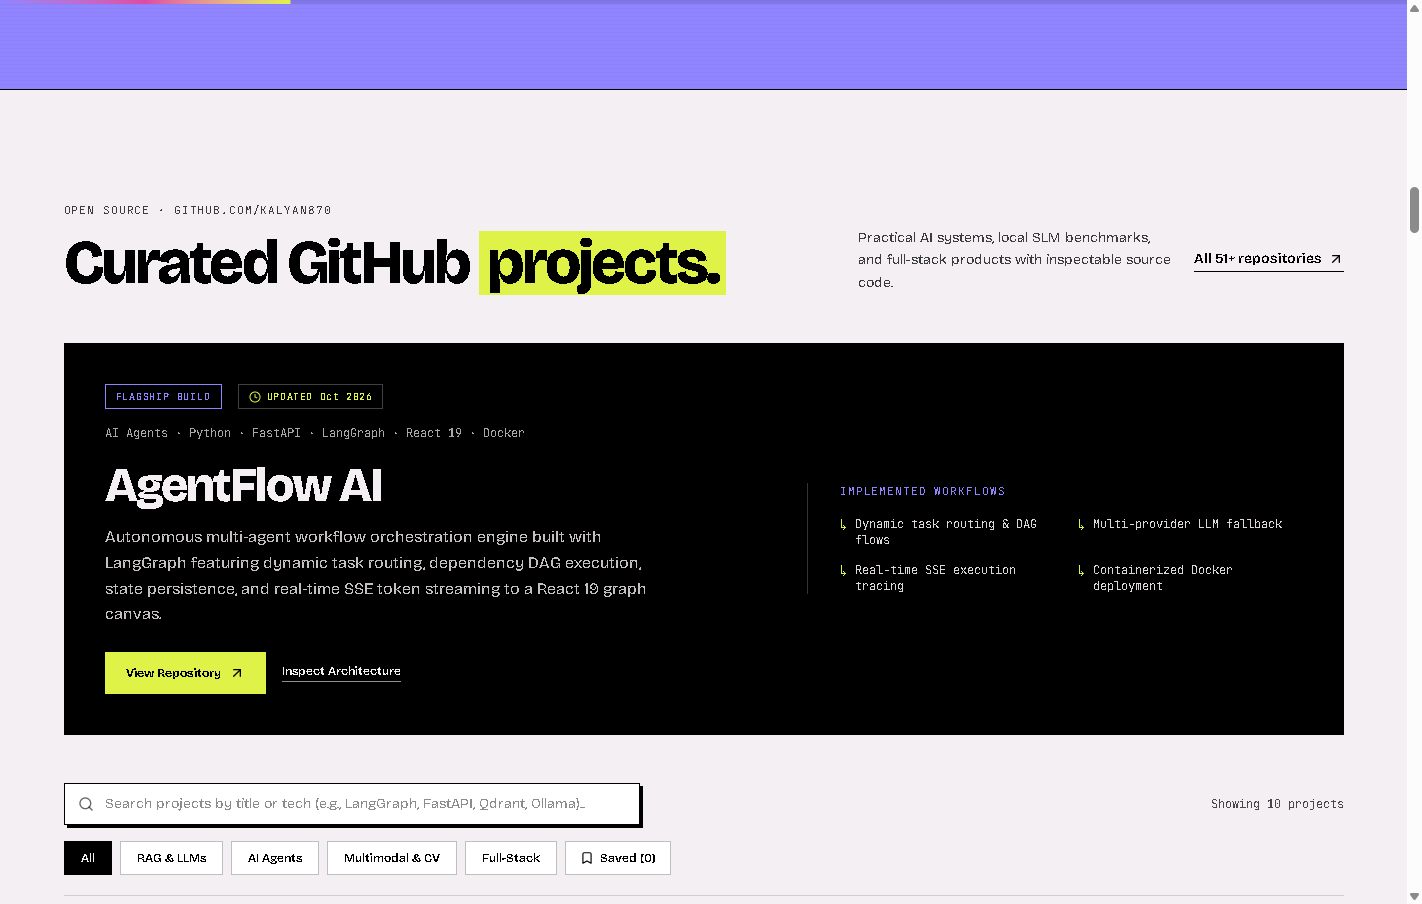 OPEN SOURCE · GITHUB.COM/KALYAN870
Curated GitHub projects.
Practical AI systems, local SLM benchmarks,
and full-stack products with inspectable source
code.
All 51+ repositories
FLAGSHIP BUILD
UPDATED Oct 2026
AI Agents · Python · FastAPI · LangGraph · React 19 · Docker
AgentFlow AI
Autonomous multi-agent workflow orchestration engine built with
LangGraph featuring dynamic task routing, dependency DAG execution,
state persistence, and real-time SSE token streaming to a React 19 graph
canvas.
View Repository
Inspect Architecture
IMPLEMENTED WORKFLOWS
↳ Dynamic task routing & DAG
flows
↳ Multi-provider LLM fallback
↳ Real-time SSE execution
tracing
↳ Containerized Docker
deployment
Search projects by title or tech (e.g., LangGraph, FastAPI, Qdrant, Ollama)...
Showing 10 projects
All
RAG & LLMs
AI Agents
Multimodal & CV
Full-Stack
Saved (0)